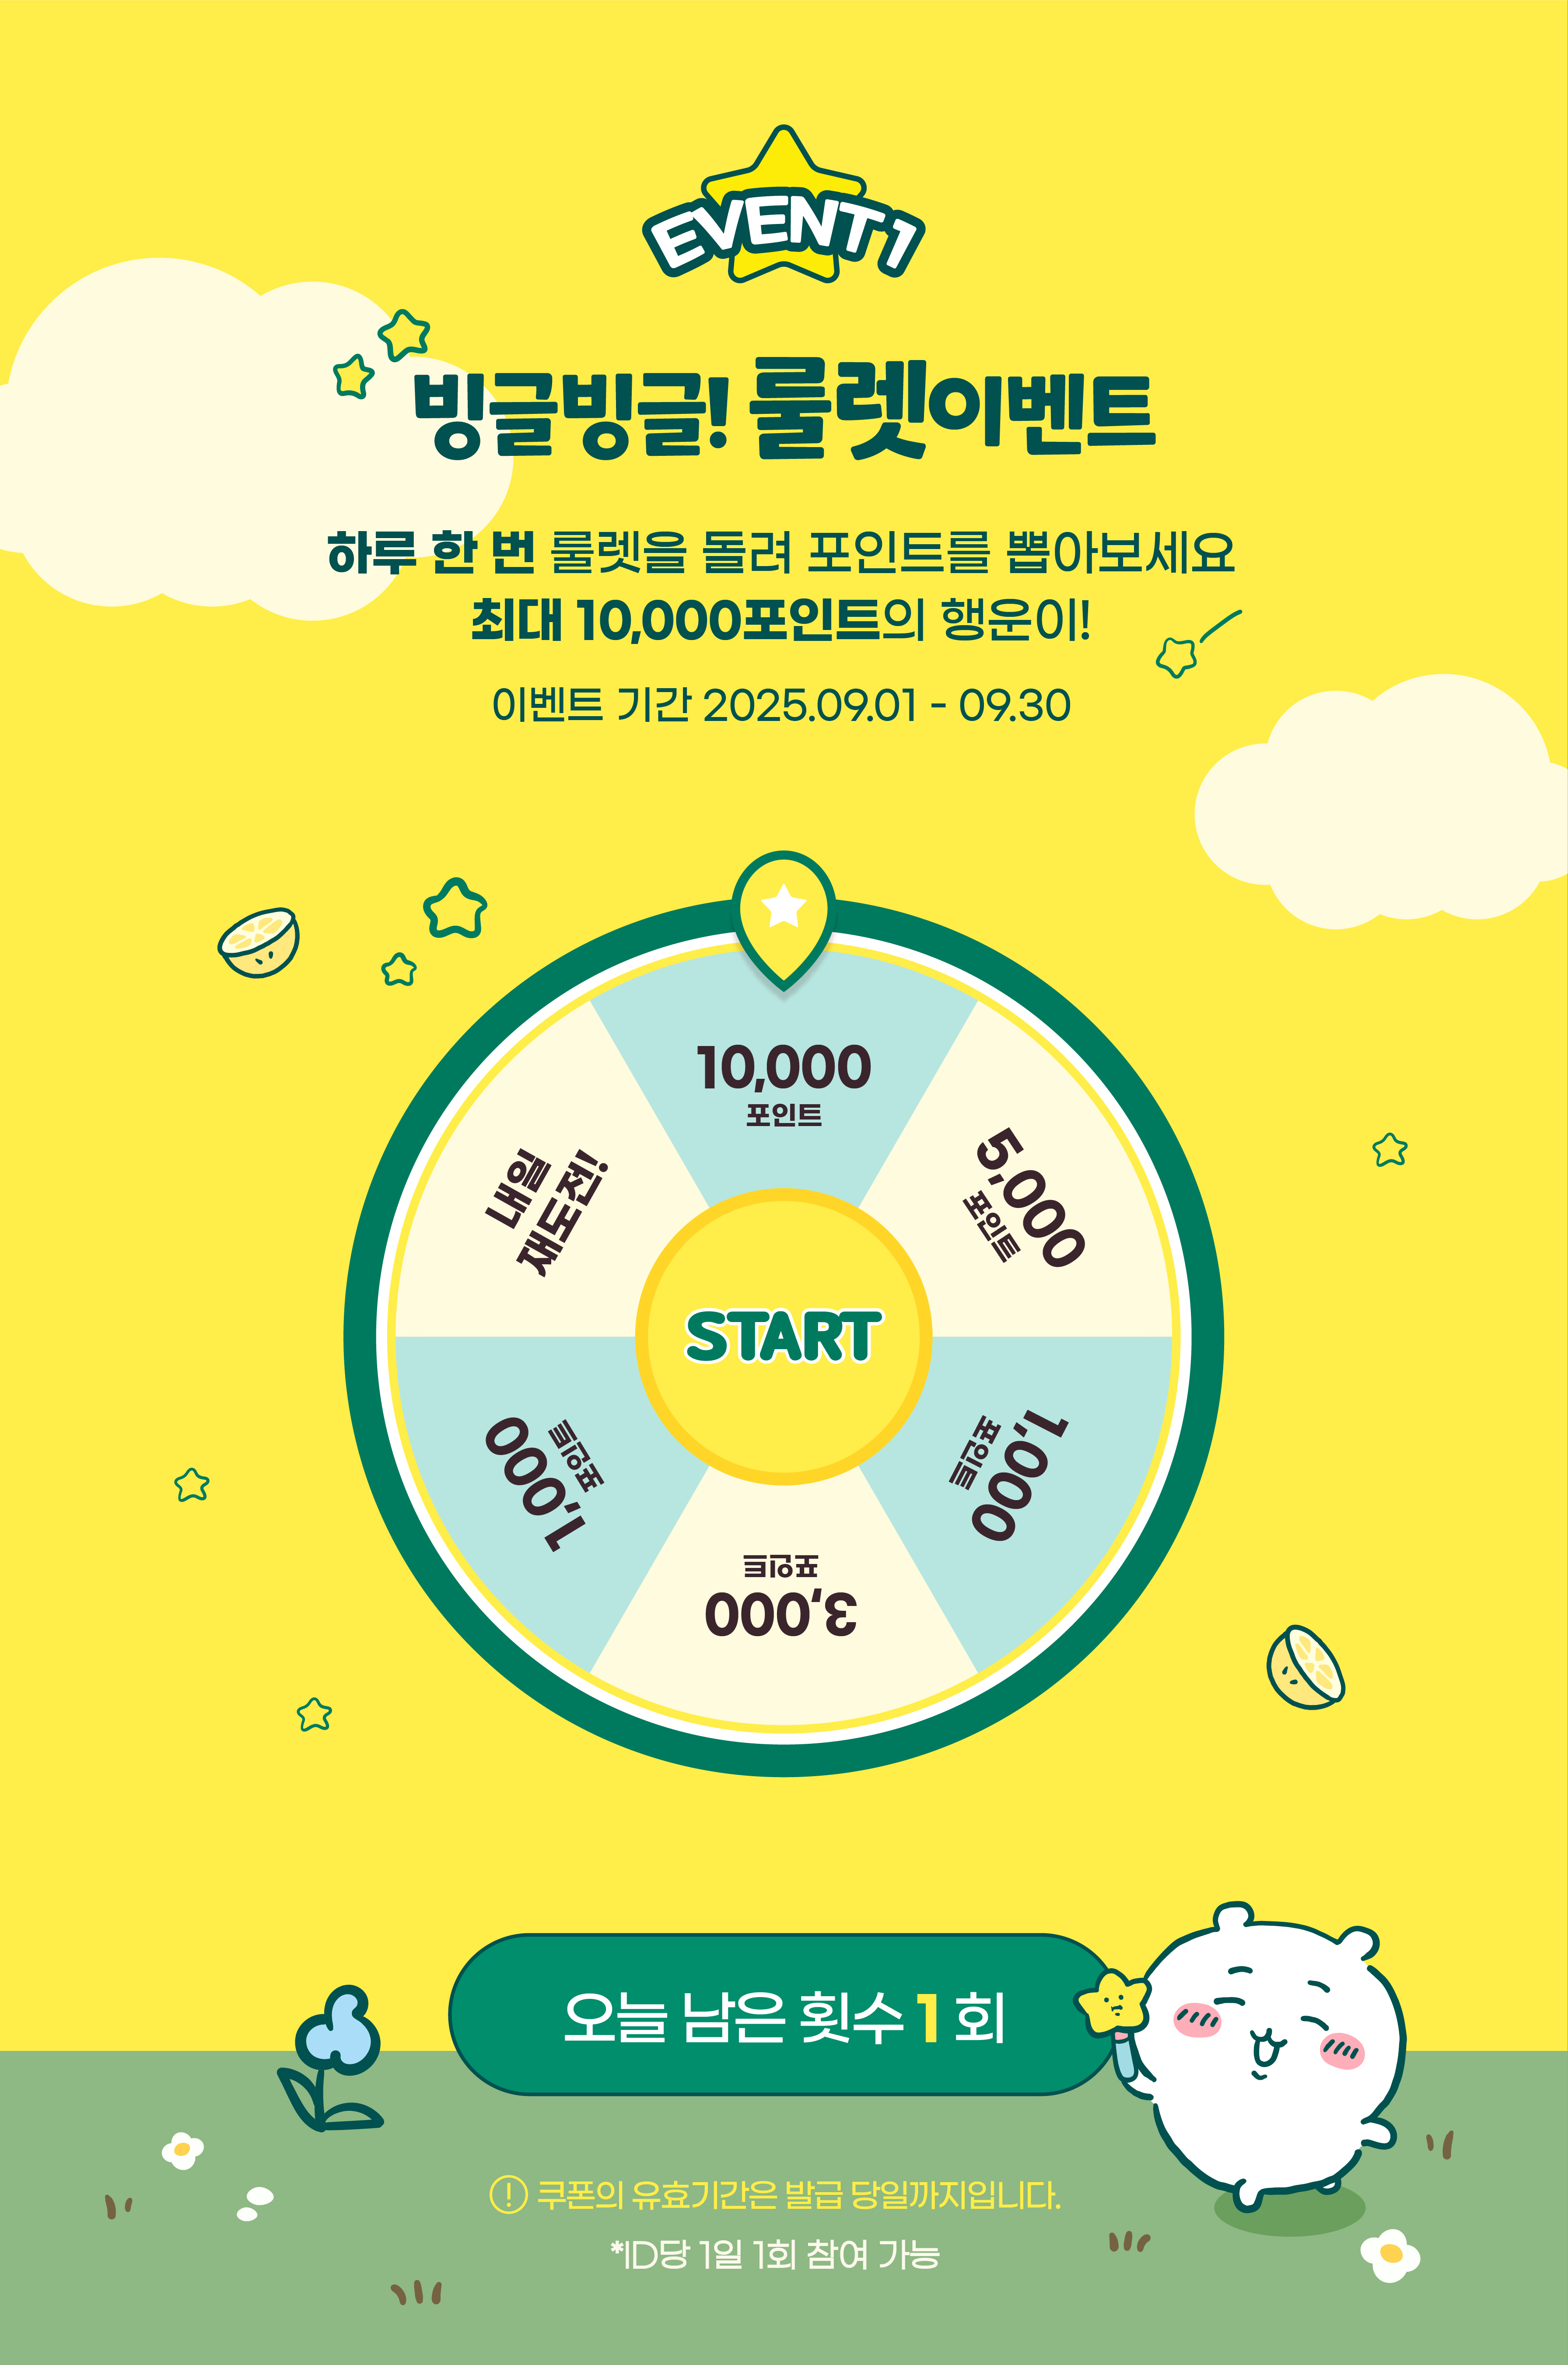 EVENT 1
빙글빙글! 룰렛이벤트
하루 한 번 룰렛을 돌려 포인트를 뽑아보세요
최대 10,000포인트의 행운이!
이벤트 기간 2025.09.01 - 09.30
10,000
포인트
5,000
포인트
1,000
포인트
3,000
포인트
1,000
포인트
내일
재도전!
START
오늘 남은 횟수 1 회
! 쿠폰의 유효기간은 발급 당일까지입니다.
*ID당 1일 1회 참여 가능